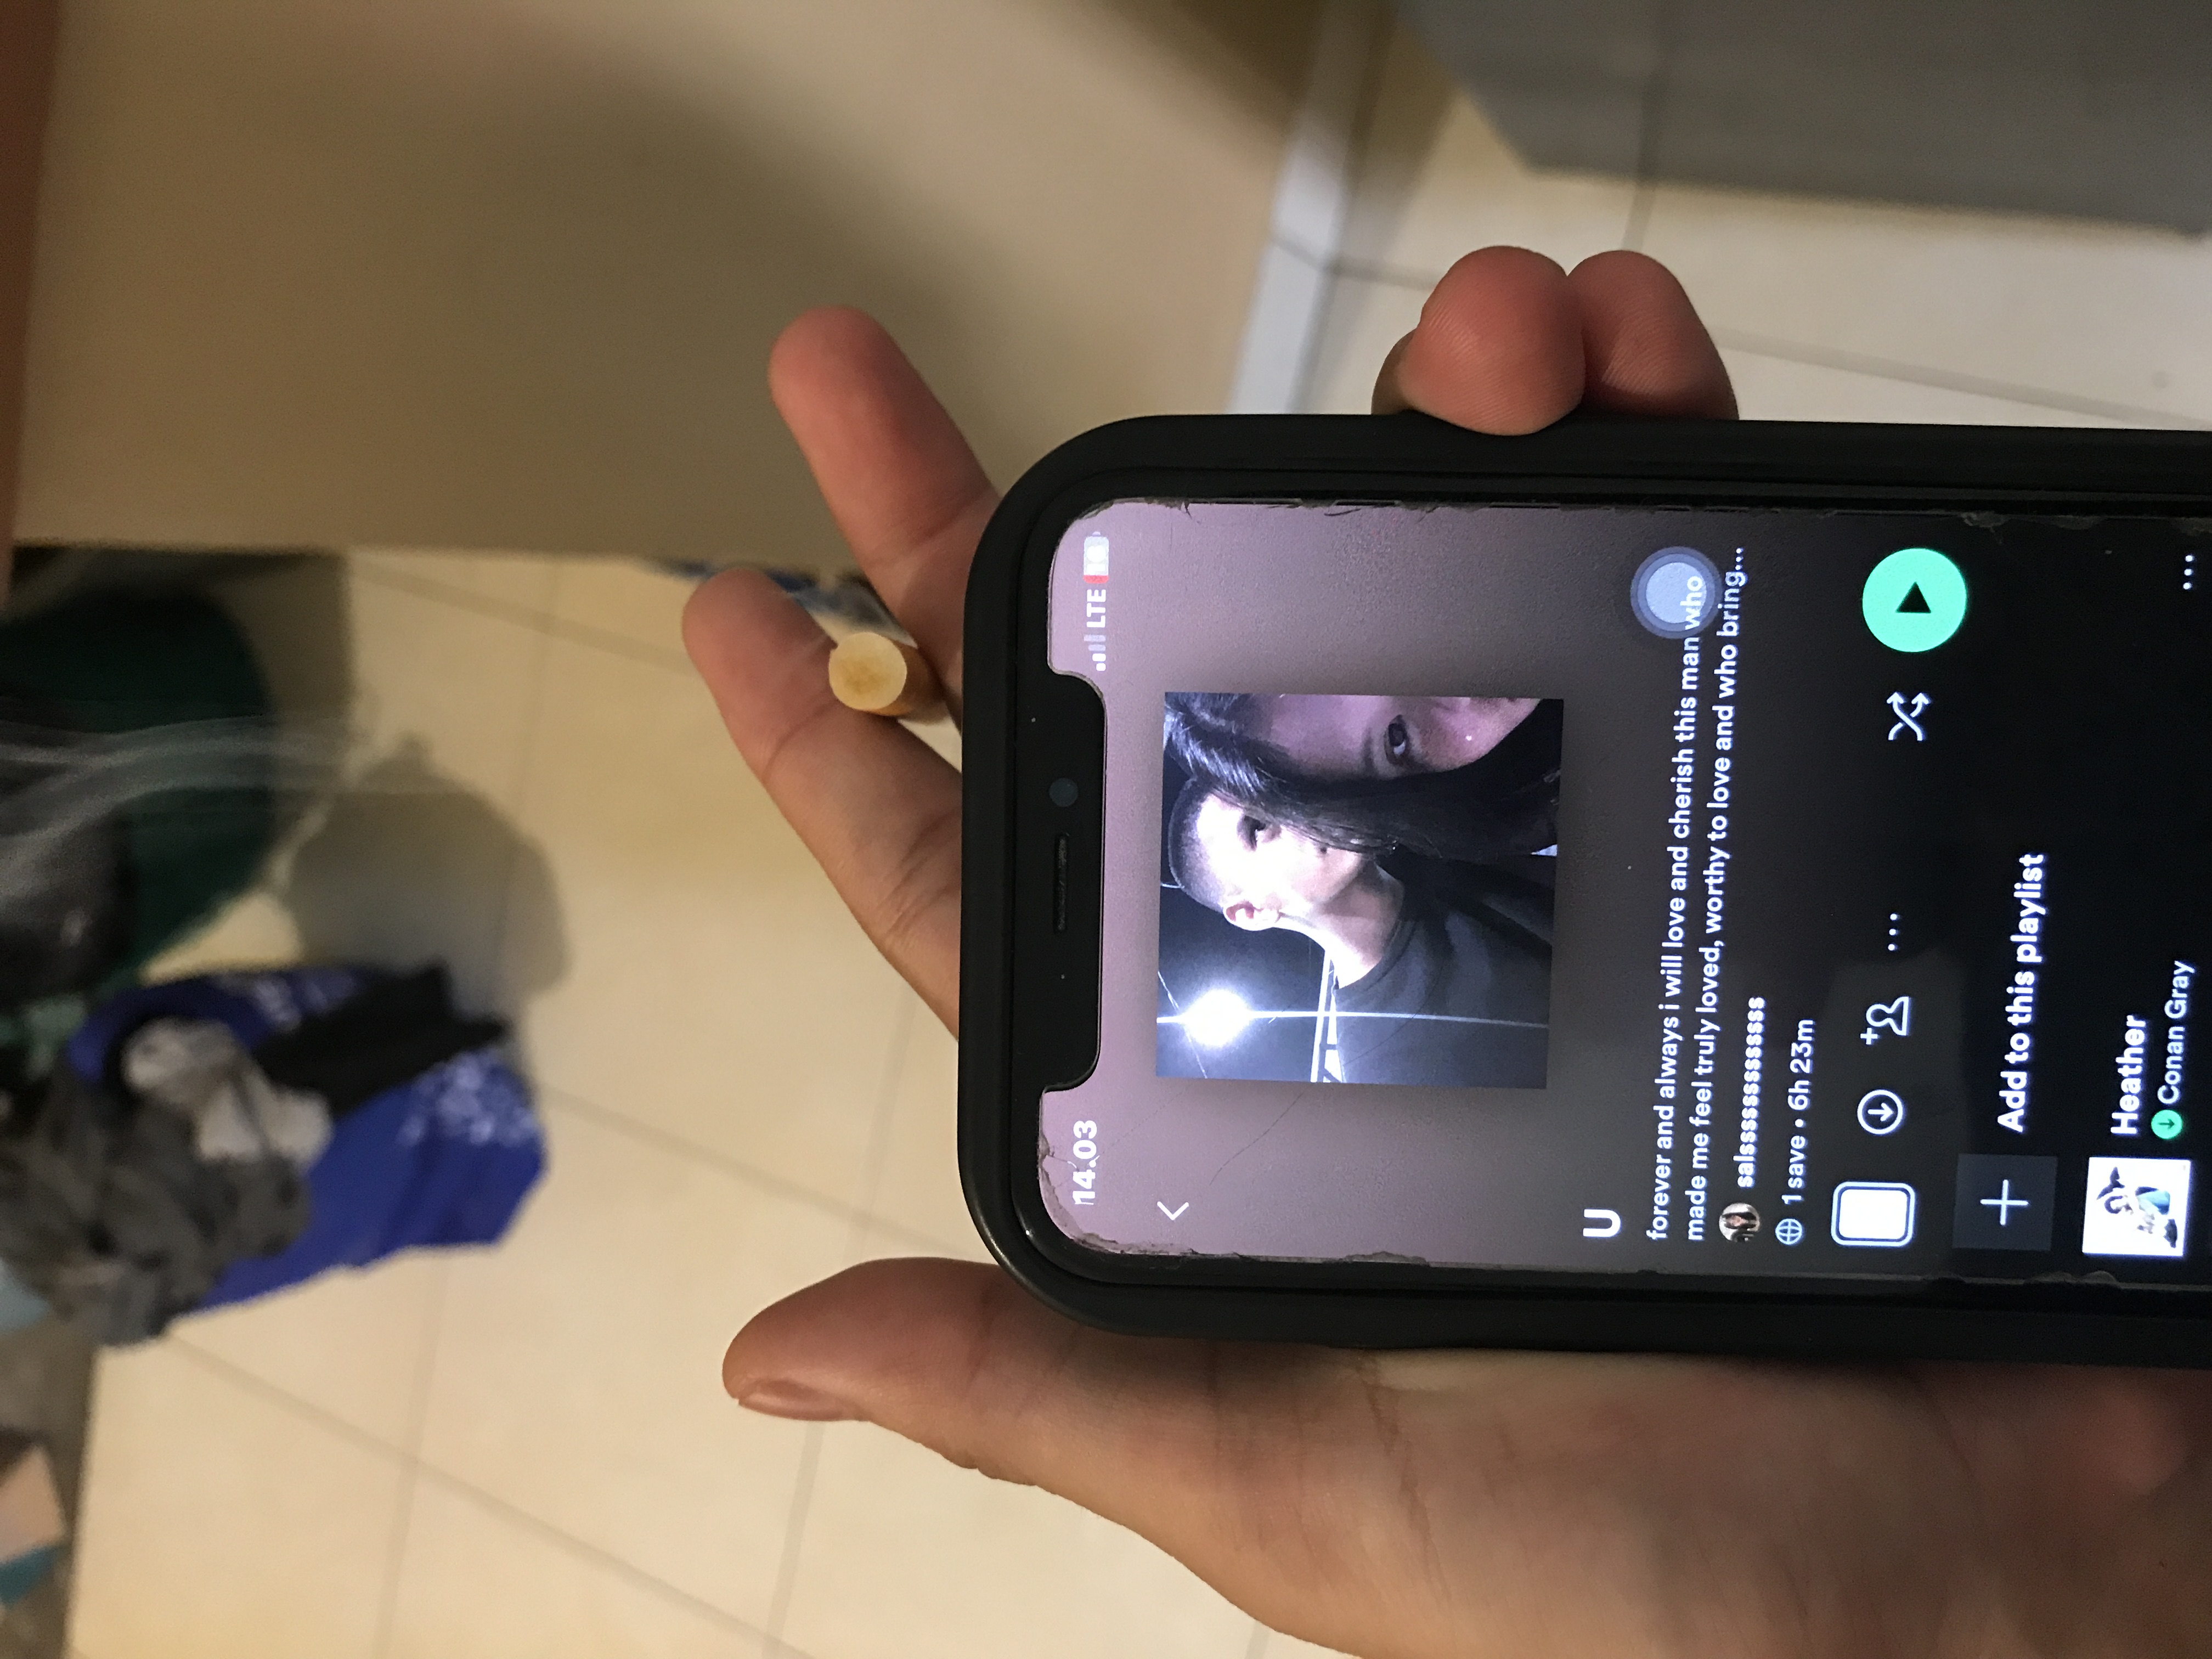 14.03
LTE
U
forever and always i will love and cherish this man who
made me feel truly loved, worthy to love and who bring...
salsssssssssssss
1 save • 6h 23m
Add to this playlist
Heather
Conan Gray